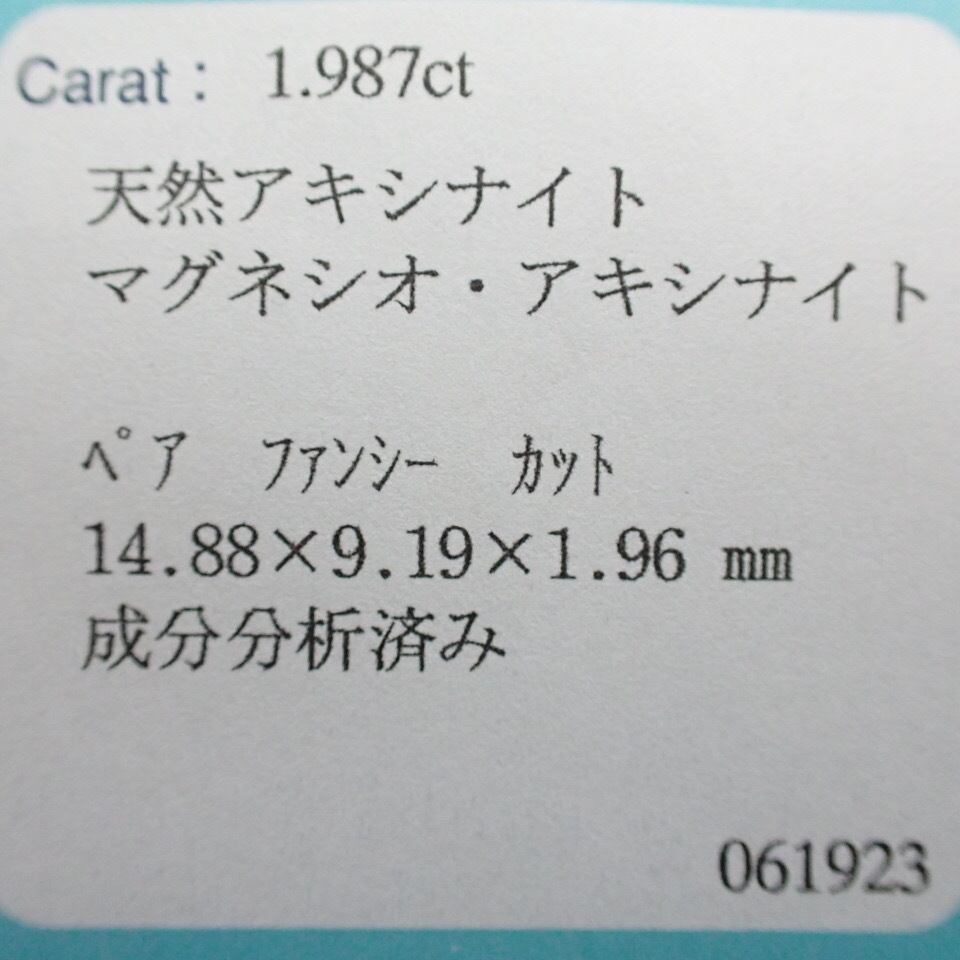 Carat： 1.987ct
天然アキシナイト
マグネシオ・アキシナイト
ﾍﾟｱ ﾌｧﾝｼｰ ｶｯﾄ
14.88×9.19×1.96 mm
成分分析済み
061923